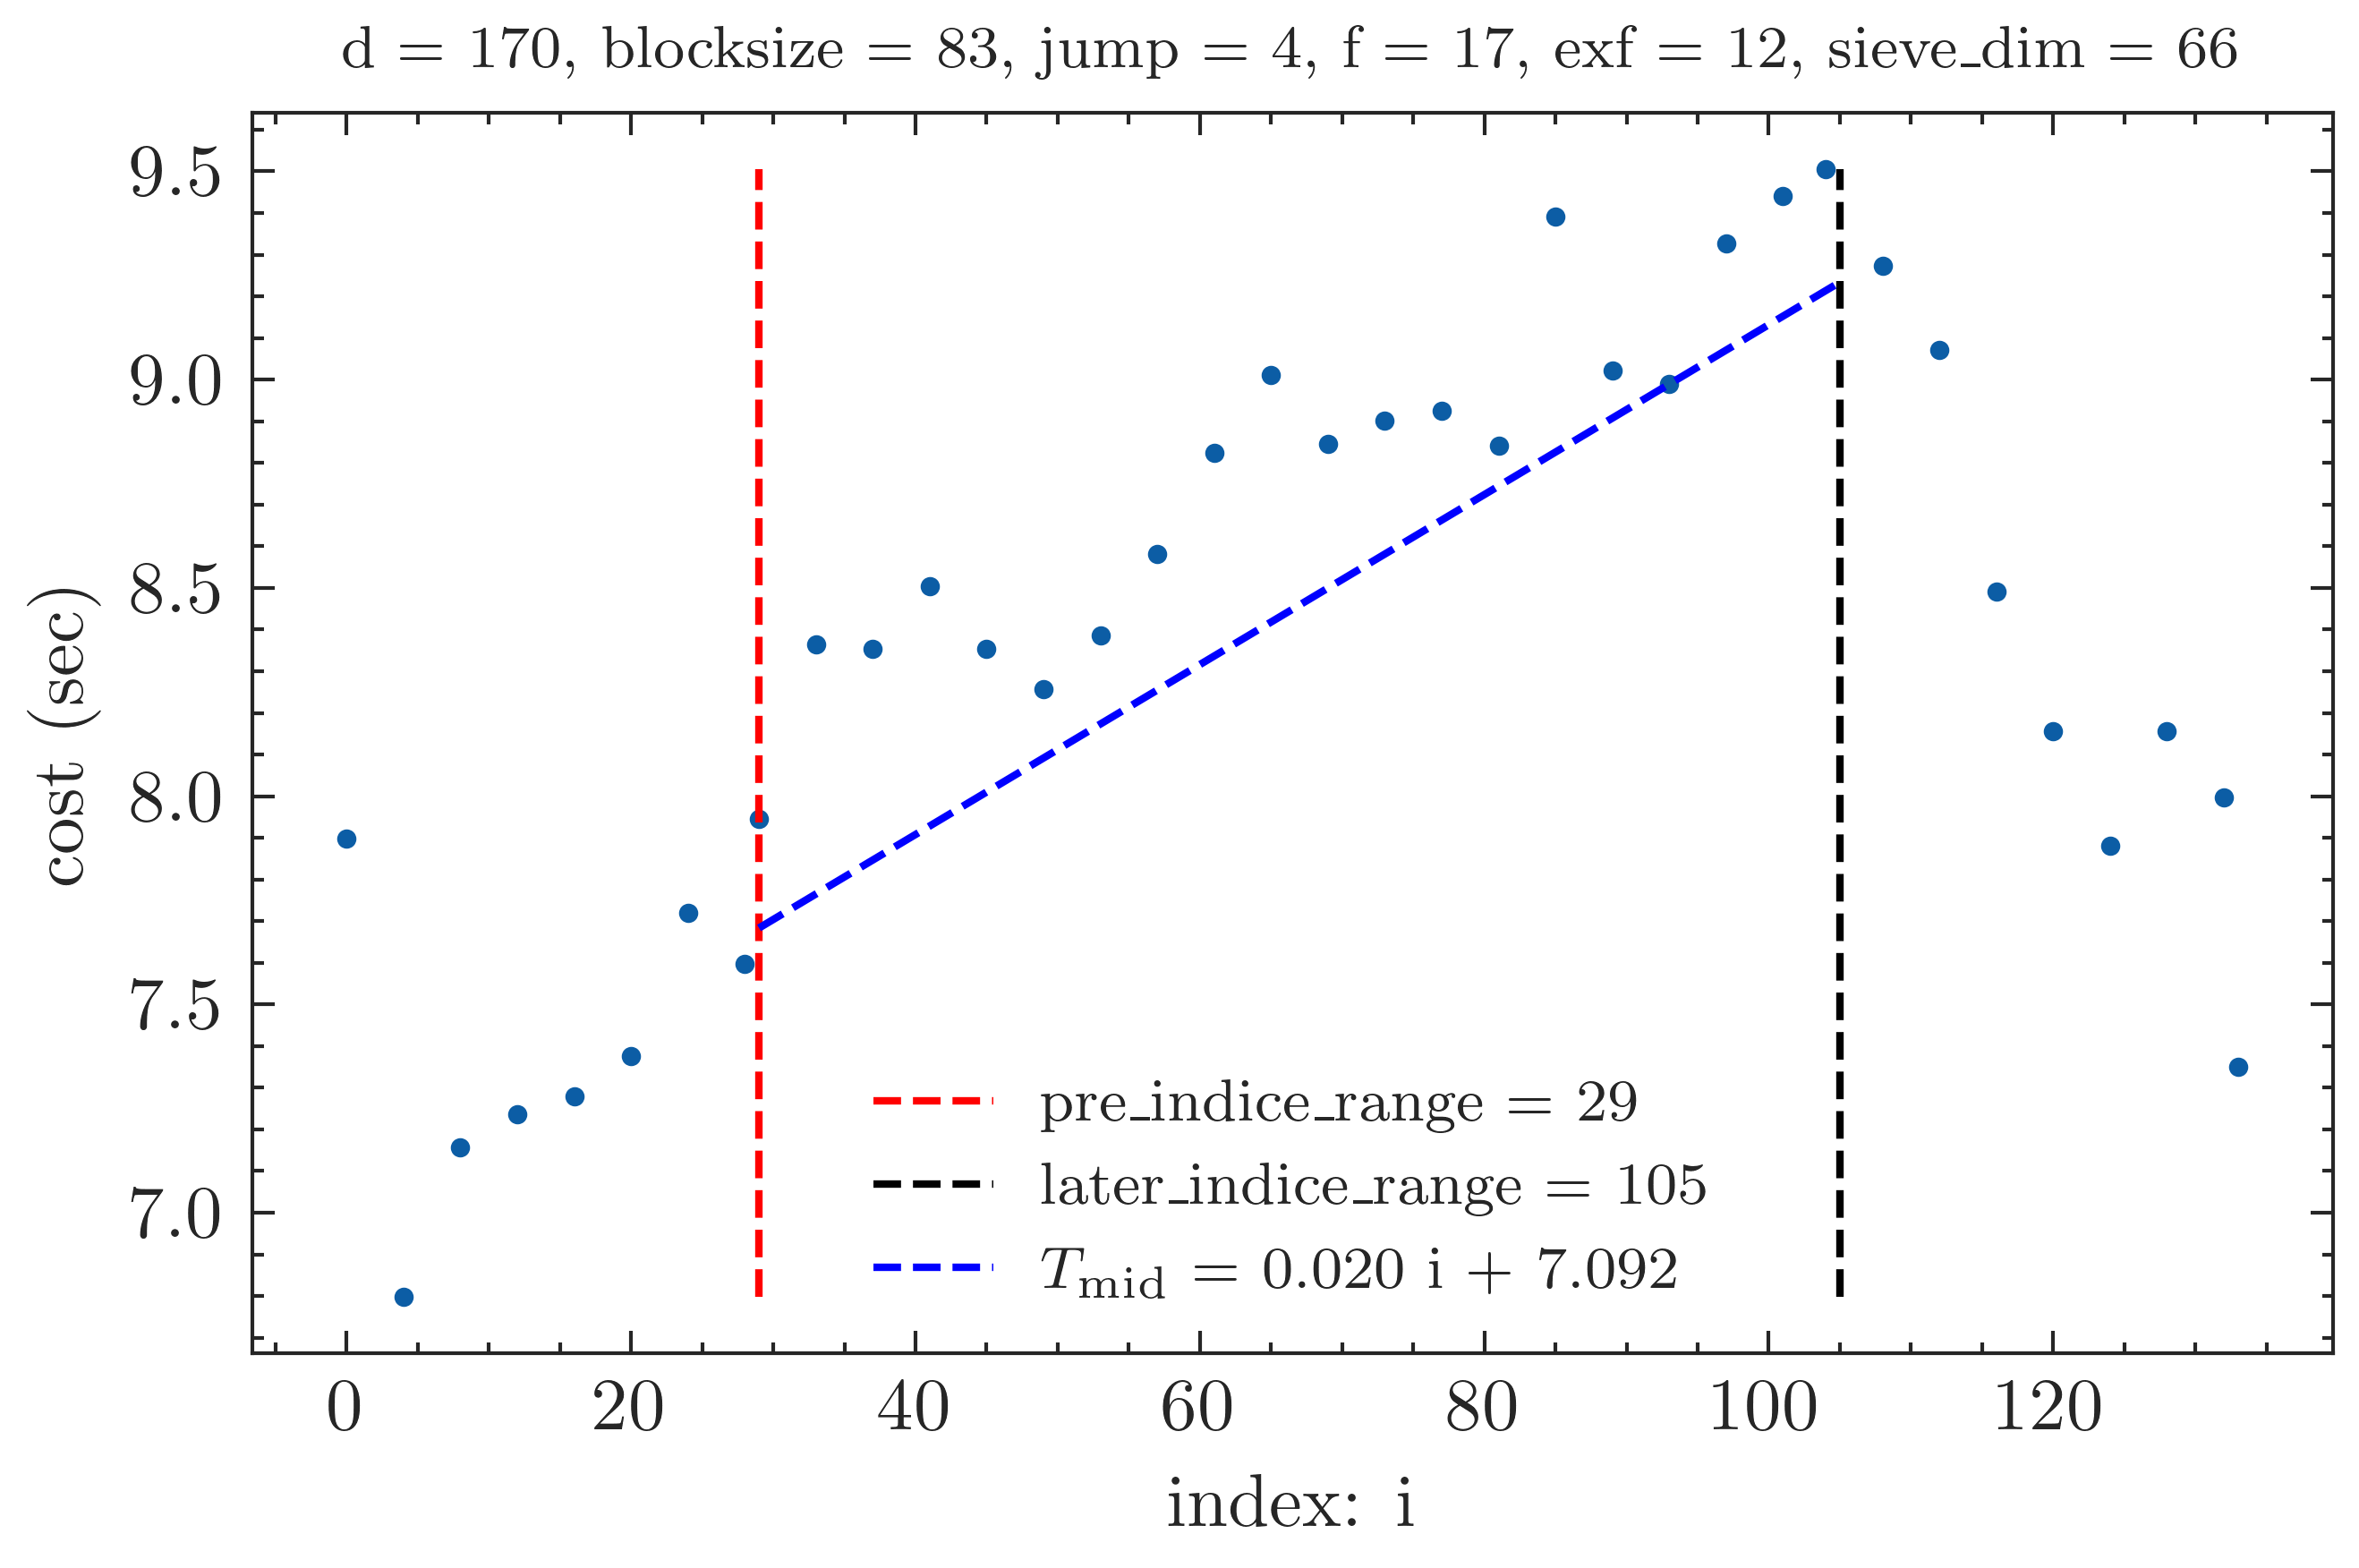 d = 170, blocksize = 83, jump = 4, f = 17, exf = 12, sieve_dim = 66
9.5
9.0
8.5
8.0
7.5
7.0
cost (sec)
pre_indice_range = 29
later_indice_range = 105
T_mid = 0.020 i + 7.092
0 20 40 60 80 100 120
index: i